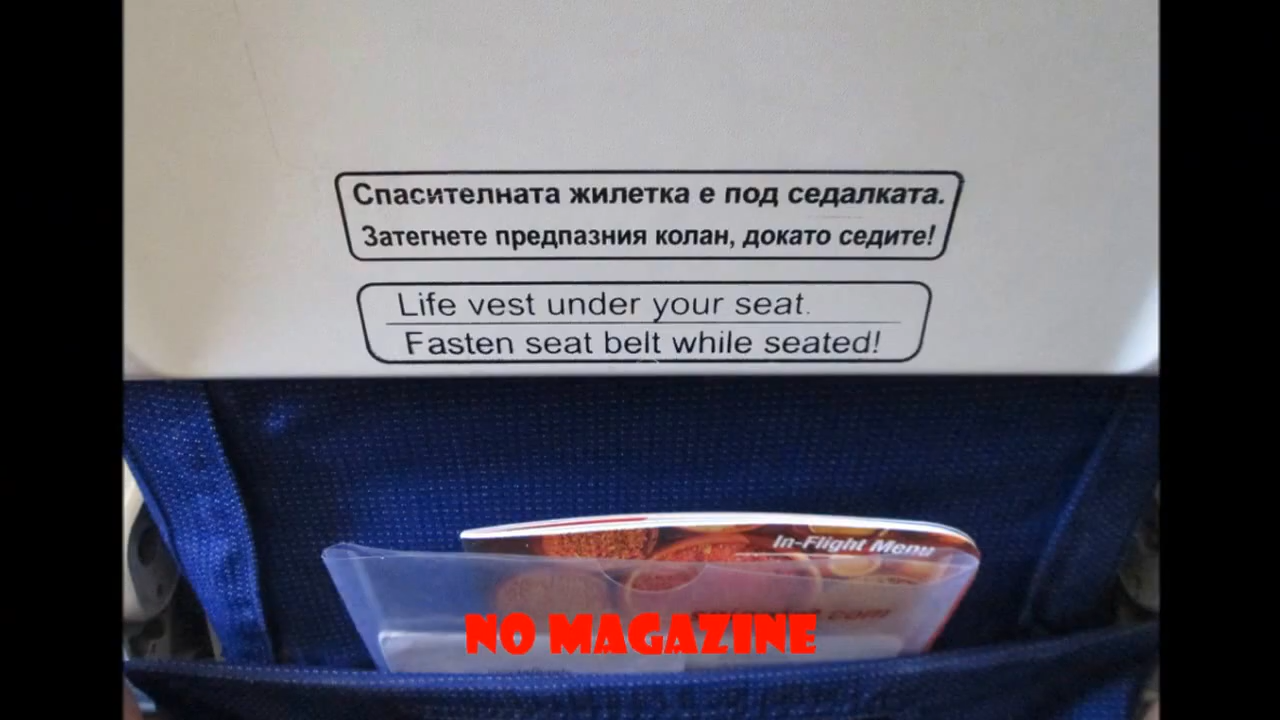 Спасителната жилетка е под седалката.
Затегнете предпазния колан, докато седите!
Life vest under your seat.
Fasten seat belt while seated!
In-Flight Menu
NO MAGAZINE